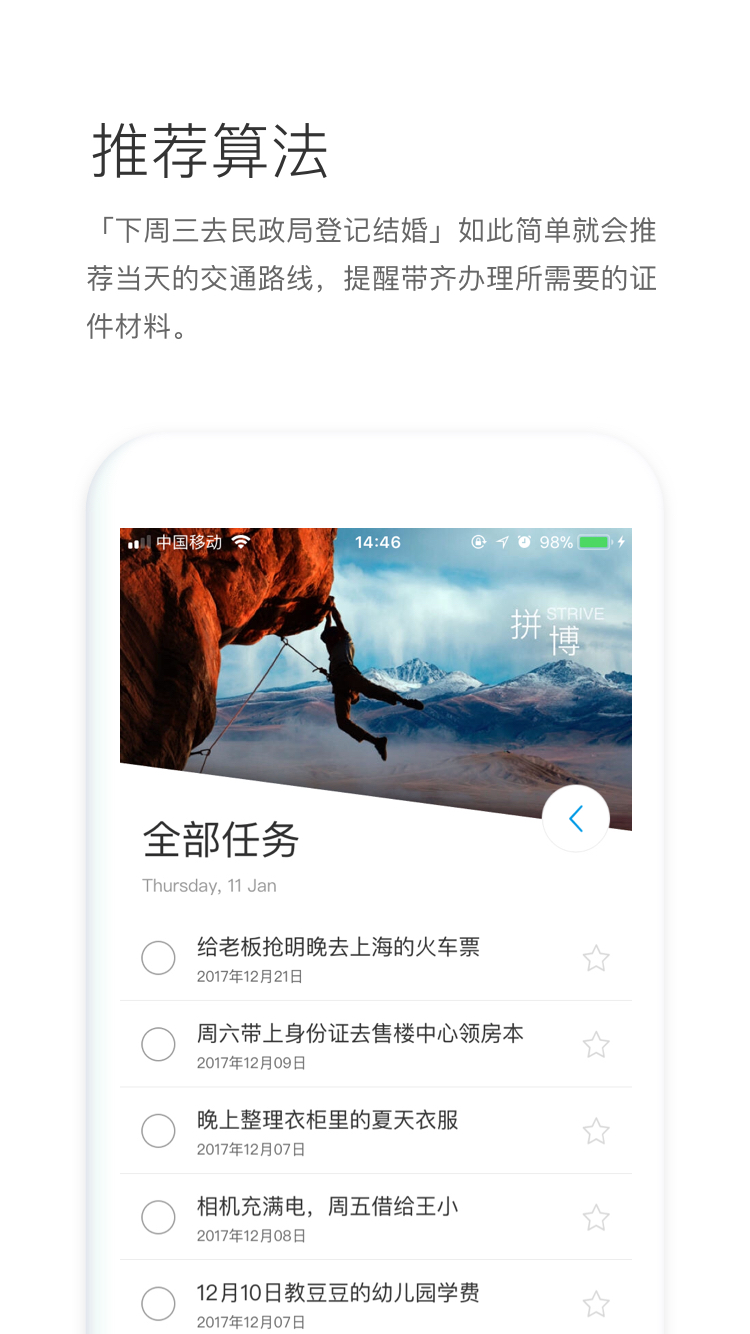 推荐算法
「下周三去民政局登记结婚」如此简单就会推
荐当天的交通路线，提醒带齐办理所需要的证
件材料。
中国移动 14:46 98%
拼 STRIVE
博
全部任务
Thursday, 11 Jan
给老板抢明晚去上海的火车票
2017年12月21日
周六带上身份证去售楼中心领房本
2017年12月09日
晚上整理衣柜里的夏天衣服
2017年12月07日
相机充满电，周五借给王小
2017年12月08日
12月10日教豆豆的幼儿园学费
2017年12月07日